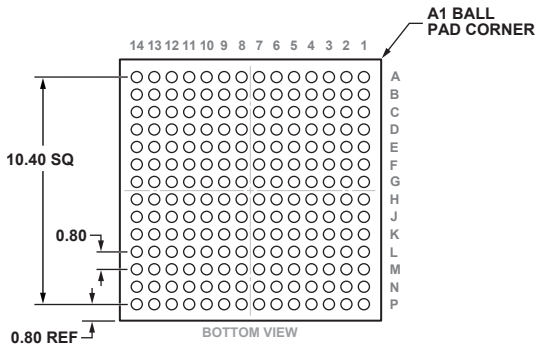 A1 BALL
PAD CORNER
14 13 12 11 10 9 8 7 6 5 4 3 2 1
A
B
C
D
E
F
G
H
J
K
L
M
N
P
10.40 SQ
0.80
0.80 REF
BOTTOM VIEW